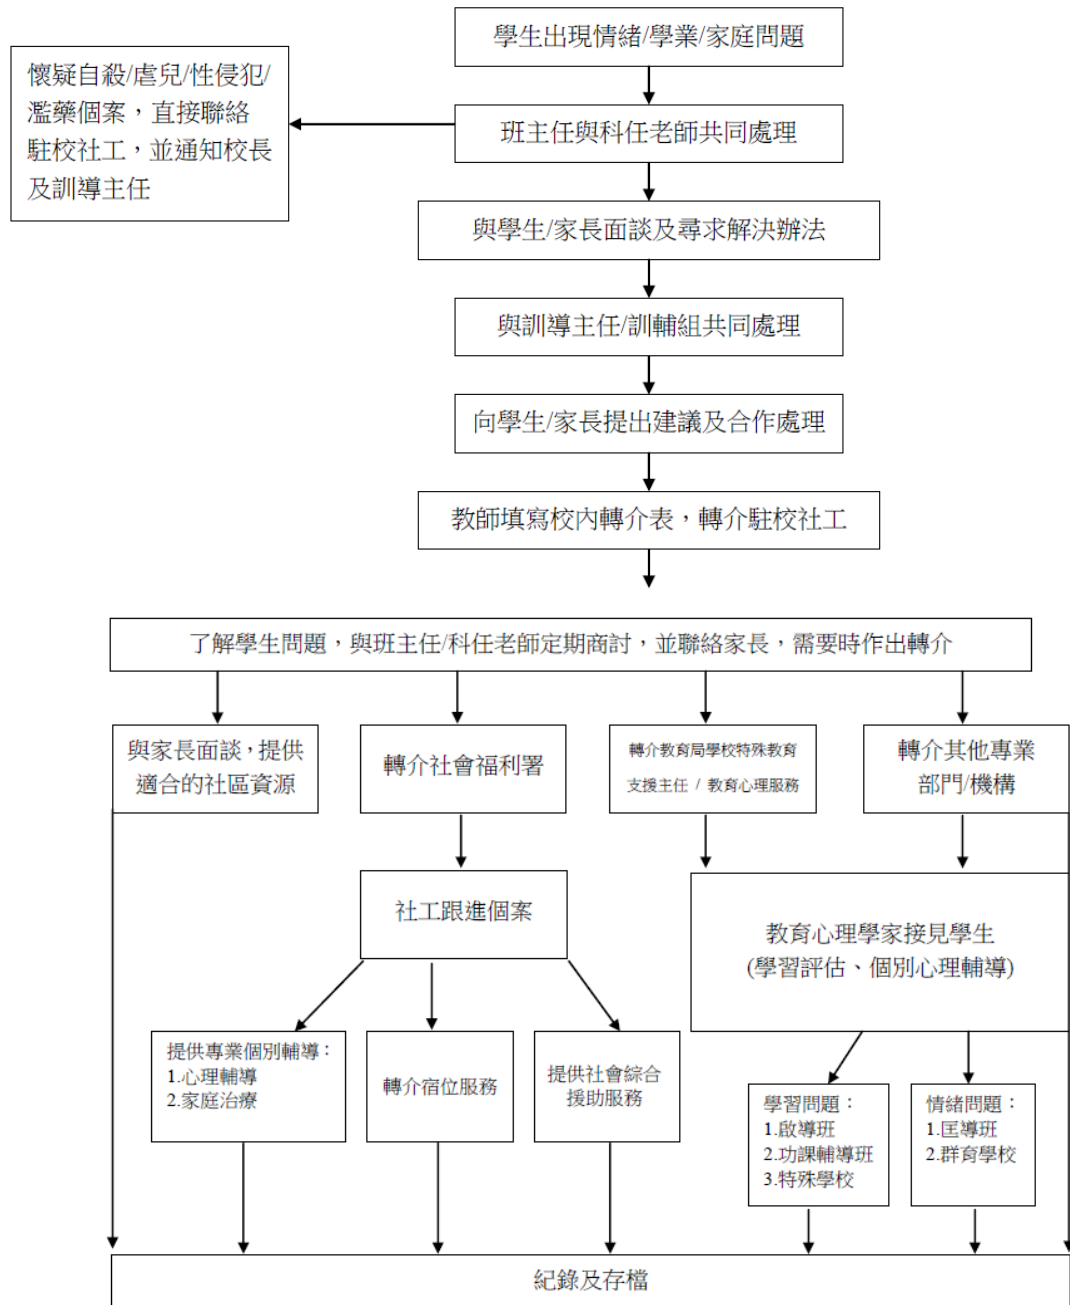 學生出現情緒/學業/家庭問題
懷疑自殺/虐兒/性侵犯/
濫藥個案，直接聯絡
駐校社工，並通知校長
及訓導主任
班主任與科任老師共同處理
與學生/家長面談及尋求解決辦法
與訓導主任/訓輔組共同處理
向學生/家長提出建議及合作處理
教師填寫校內轉介表，轉介駐校社工
了解學生問題，與班主任/科任老師定期商討，並聯絡家長，需要時作出轉介
與家長面談，提供
適合的社區資源
轉介社會福利署
轉介教育局學校特殊教育
支援主任 / 教育心理服務
轉介其他專業
部門/機構
社工跟進個案
教育心理學家接見學生
(學習評估、個別心理輔導)
提供專業個別輔導：
1.心理輔導
2.家庭治療
轉介宿位服務
提供社會綜合
援助服務
學習問題：
1.啟導班
2.功課輔導班
3.特殊學校
情緒問題：
1.匡導班
2.群育學校
紀錄及存檔